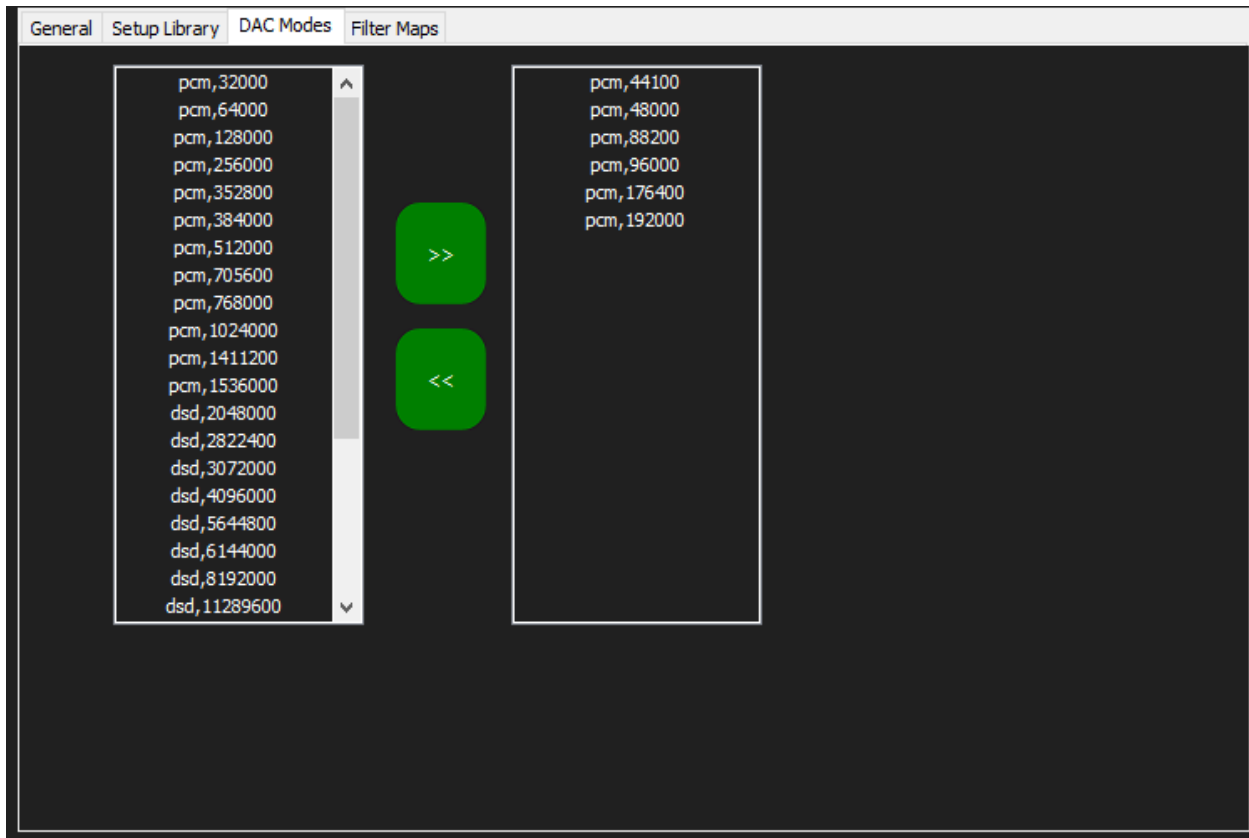 General Setup Library DAC Modes Filter Maps
pcm,32000
pcm,64000
pcm,128000
pcm,256000
pcm,352800
pcm,384000
pcm,512000
pcm,705600
pcm,768000
pcm,1024000
pcm,1411200
pcm,1536000
dsd,2048000
dsd,2822400
dsd,3072000
dsd,4096000
dsd,5644800
dsd,6144000
dsd,8192000
dsd,11289600
>>
<<
pcm,44100
pcm,48000
pcm,88200
pcm,96000
pcm,176400
pcm,192000